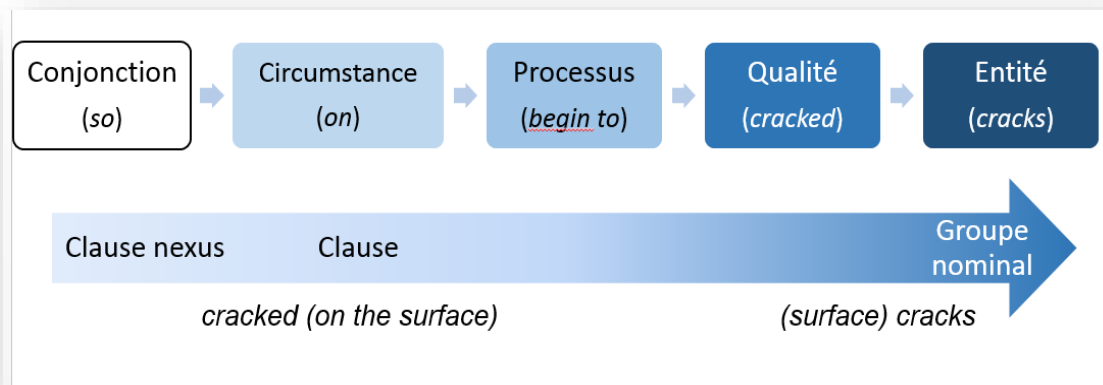 Conjonction
(so)
Circumstance
(on)
Processus
(begin to)
Qualité
(cracked)
Entité
(cracks)
Clause nexus
Clause
Groupe
nominal
cracked (on the surface)
(surface) cracks